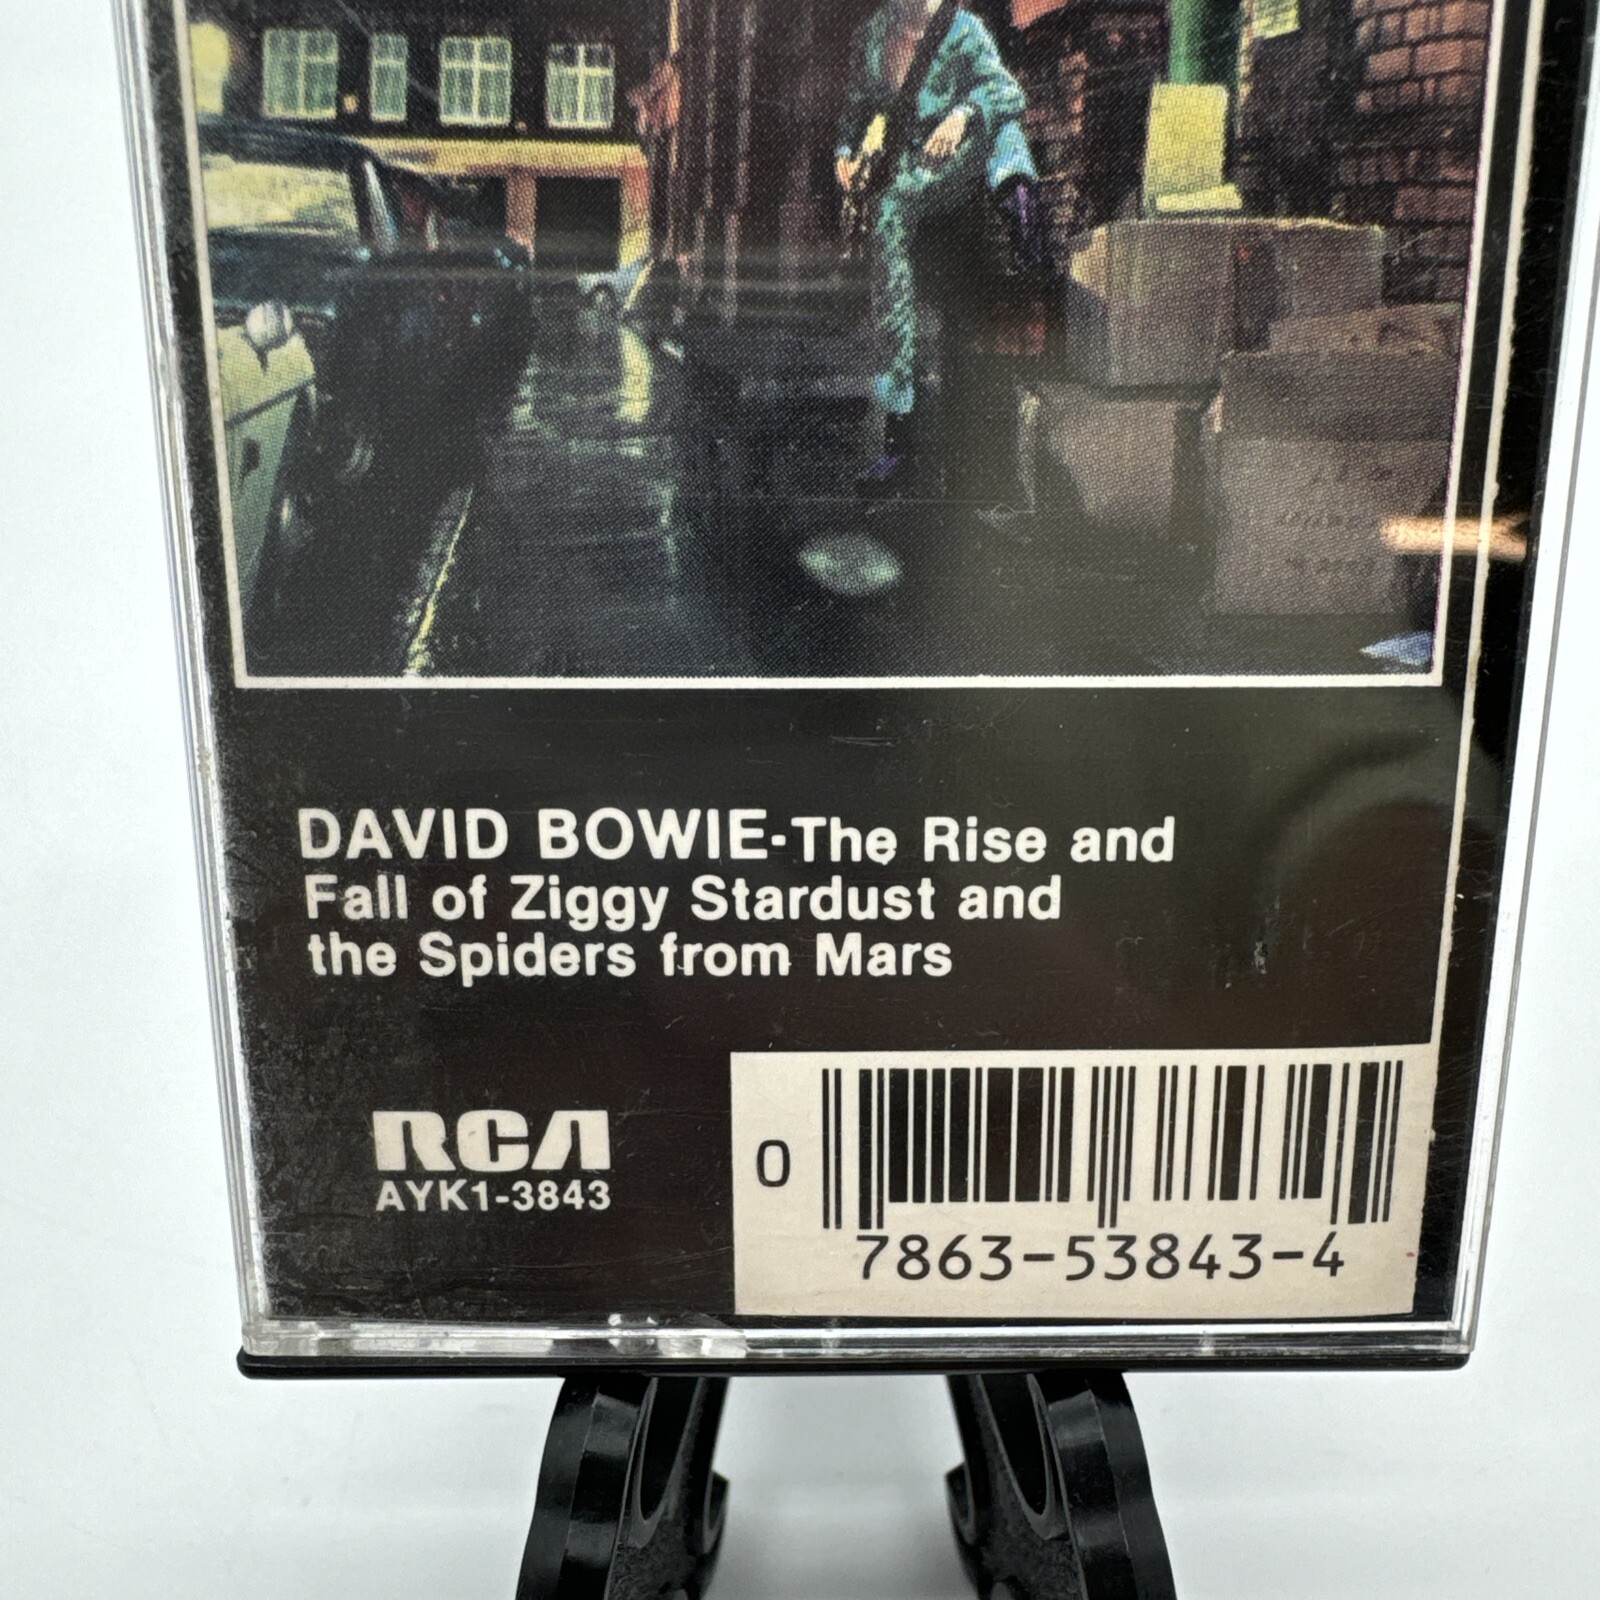 DAVID BOWIE-The Rise and
Fall of Ziggy Stardust and
the Spiders from Mars
RCA
AYK1-3843
0
7863-53843-4